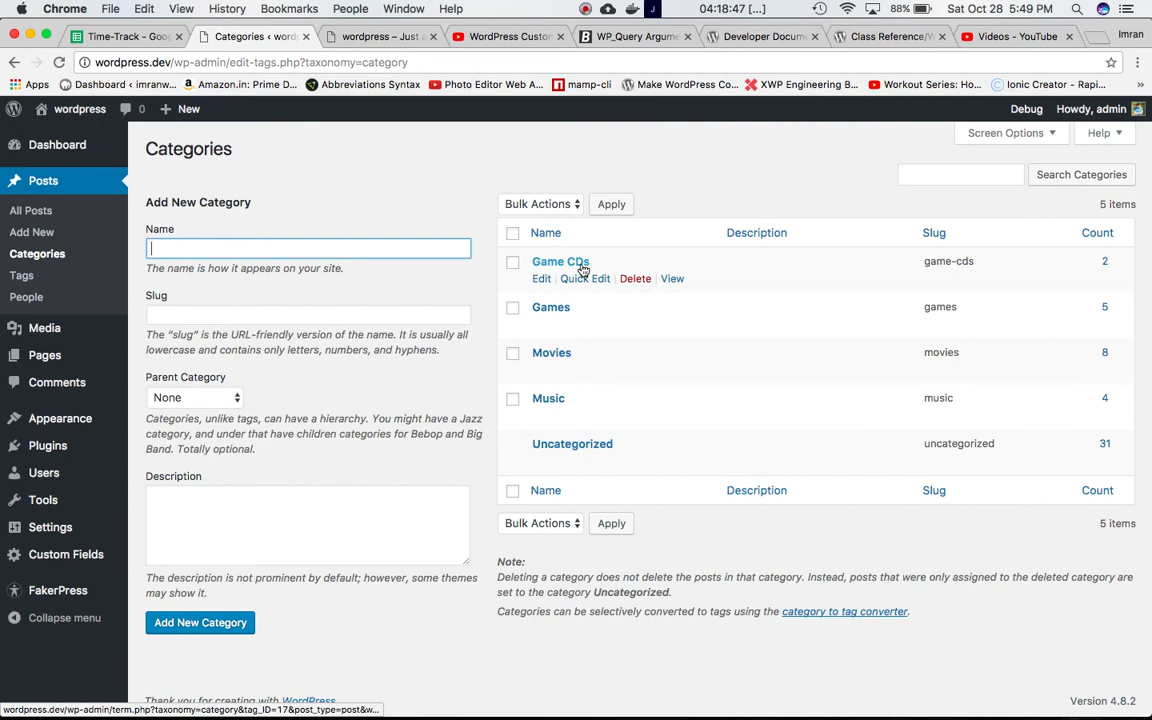 Chrome File Edit View History Bookmarks People Window Help 04:18:47 [...] 88% Sat Oct 28 5:49 PM
Time-Track - Goog Categories ‹ word wordpress – Just a WordPress Custom WP_Query Argume Developer Docum Class Reference/W Videos - YouTube Imran
wordpress.dev/wp-admin/edit-tags.php?taxonomy=category
Apps Dashboard ‹ imranw... Amazon.in: Prime D... Abbreviations Syntax Photo Editor Web A... mamp-cli Make WordPress Co... XWP Engineering B... Workout Series: Ho... Ionic Creator - Rapi... »
wordpress 0 New Debug Howdy, admin
Screen Options Help
Dashboard
Posts
All Posts
Add New
Categories
Tags
People
Media
Pages
Comments
Appearance
Plugins
Users
Tools
Settings
Custom Fields
FakerPress
Collapse menu
Categories
Search Categories
Add New Category
Name
The name is how it appears on your site.
Slug
The “slug” is the URL-friendly version of the name. It is usually all
lowercase and contains only letters, numbers, and hyphens.
Parent Category
None
Categories, unlike tags, can have a hierarchy. You might have a Jazz
category, and under that have children categories for Bebop and Big
Band. Totally optional.
Description
The description is not prominent by default; however, some themes
may show it.
Add New Category
Bulk Actions Apply 5 items
Name Description Slug Count
Game CDs game-cds 2
Edit | Quick Edit | Delete | View
Games games 5
Movies movies 8
Music music 4
Uncategorized uncategorized 31
Name Description Slug Count
Bulk Actions Apply 5 items
Note:
Deleting a category does not delete the posts in that category. Instead, posts that were only assigned to the deleted category are
set to the category Uncategorized.
Categories can be selectively converted to tags using the category to tag converter.
Thank you for creating with WordPress. Version 4.8.2
wordpress.dev/wp-admin/term.php?taxonomy=category&tag_ID=17&post_type=post&w...